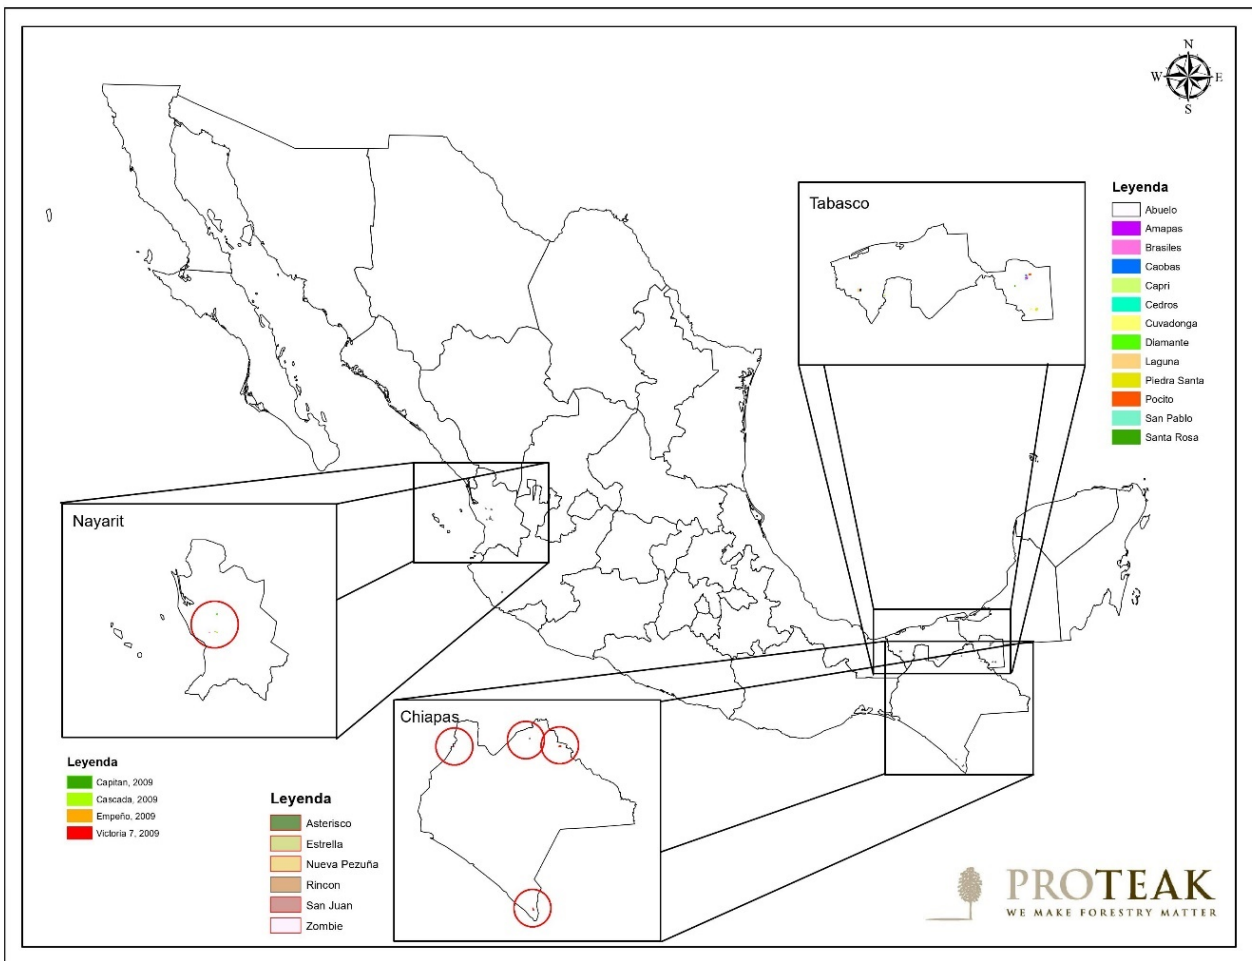 N
W E
S
Tabasco
Leyenda
Abuelo
Amapas
Brasiles
Caobas
Capri
Cedros
Cuvadonga
Diamante
Laguna
Piedra Santa
Pocito
San Pablo
Santa Rosa
Nayarit
Leyenda
Capitan, 2009
Cascada, 2009
Empeño, 2009
Victoria 7, 2009
Chiapas
Leyenda
Asterisco
Estrella
Nueva Pezuña
Rincon
San Juan
Zombie
PROTEAK
WE MAKE FORESTRY MATTER